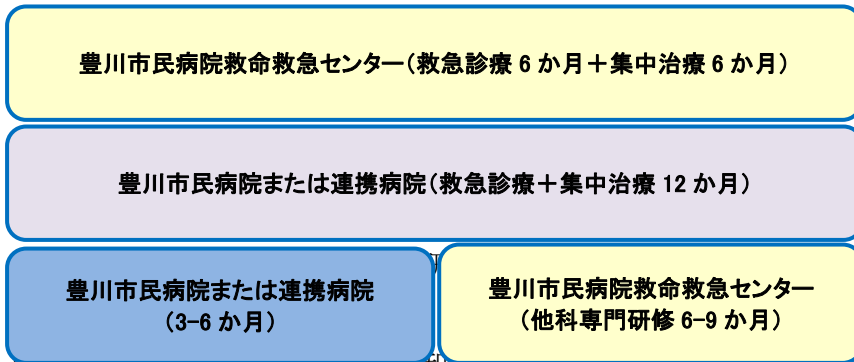 豊川市民病院救命救急センター(救急診療 6 か月＋集中治療 6 か月)
豊川市民病院または連携病院(救急診療＋集中治療 12 か月)
豊川市民病院または連携病院
(3-6 か月)
豊川市民病院救命救急センター
(他科専門研修 6-9 か月)